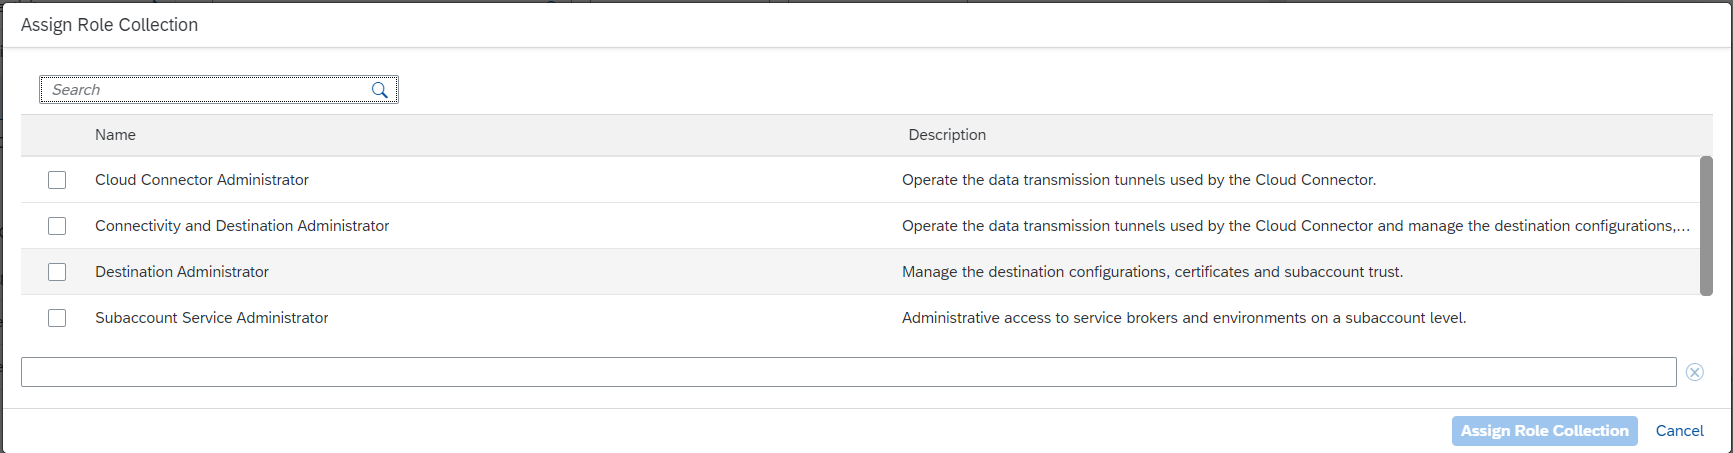 Assign Role Collection
Search
Name Description
Cloud Connector Administrator Operate the data transmission tunnels used by the Cloud Connector.
Connectivity and Destination Administrator Operate the data transmission tunnels used by the Cloud Connector and manage the destination configurations,...
Destination Administrator Manage the destination configurations, certificates and subaccount trust.
Subaccount Service Administrator Administrative access to service brokers and environments on a subaccount level.
Assign Role Collection Cancel